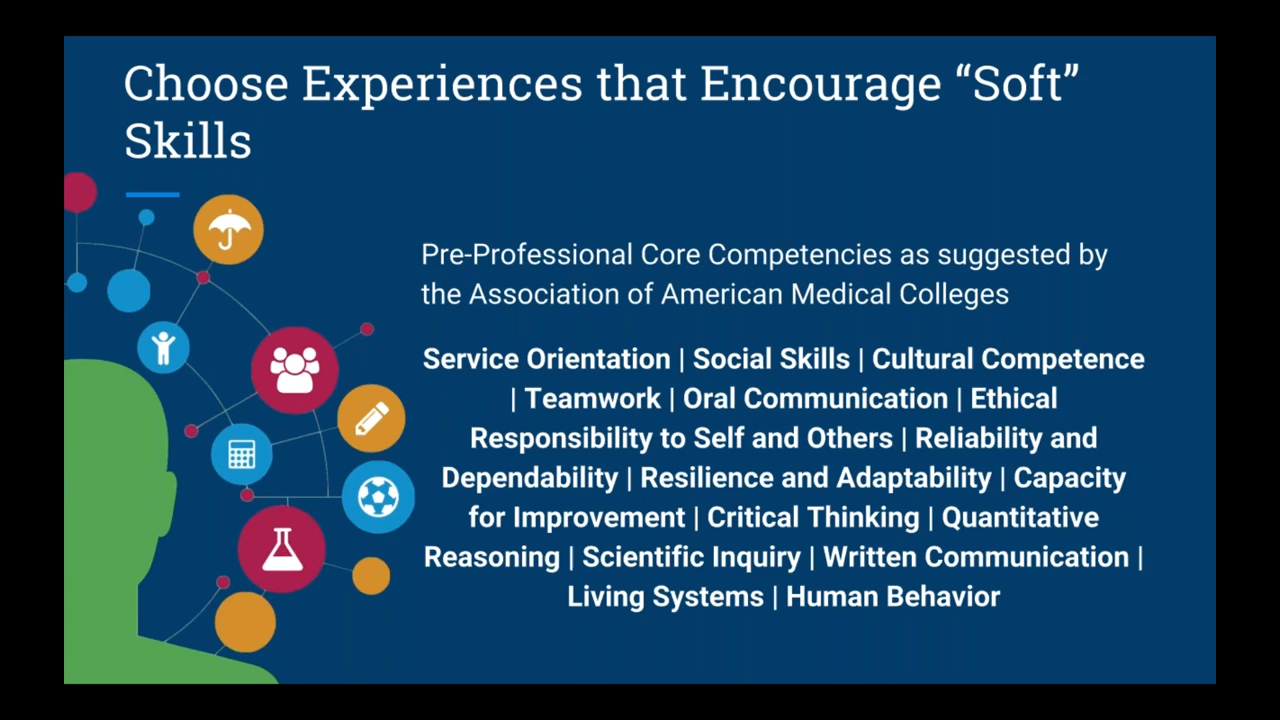 Choose Experiences that Encourage “Soft”
Skills
Pre-Professional Core Competencies as suggested by
the Association of American Medical Colleges
Service Orientation | Social Skills | Cultural Competence
| Teamwork | Oral Communication | Ethical
Responsibility to Self and Others | Reliability and
Dependability | Resilience and Adaptability | Capacity
for Improvement | Critical Thinking | Quantitative
Reasoning | Scientific Inquiry | Written Communication |
Living Systems | Human Behavior